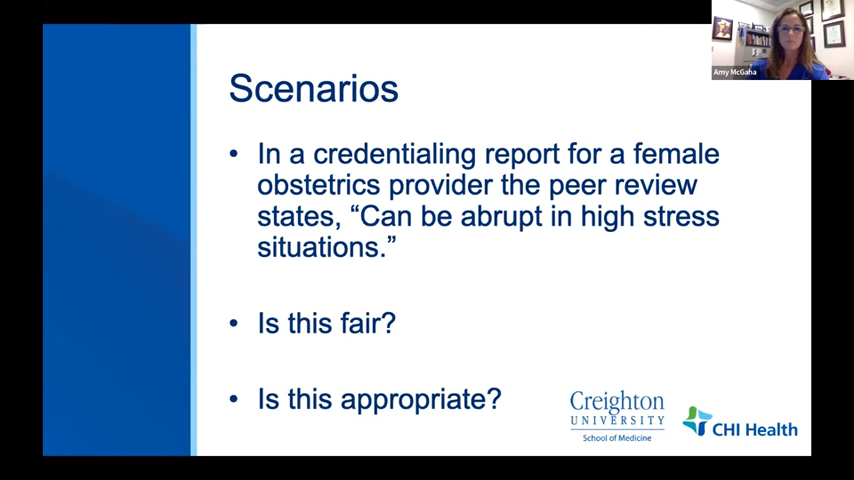 Amy McGaha
Scenarios
• In a credentialing report for a female
obstetrics provider the peer review
states, “Can be abrupt in high stress
situations.”
• Is this fair?
• Is this appropriate?
Creighton
UNIVERSITY
School of Medicine
CHI Health